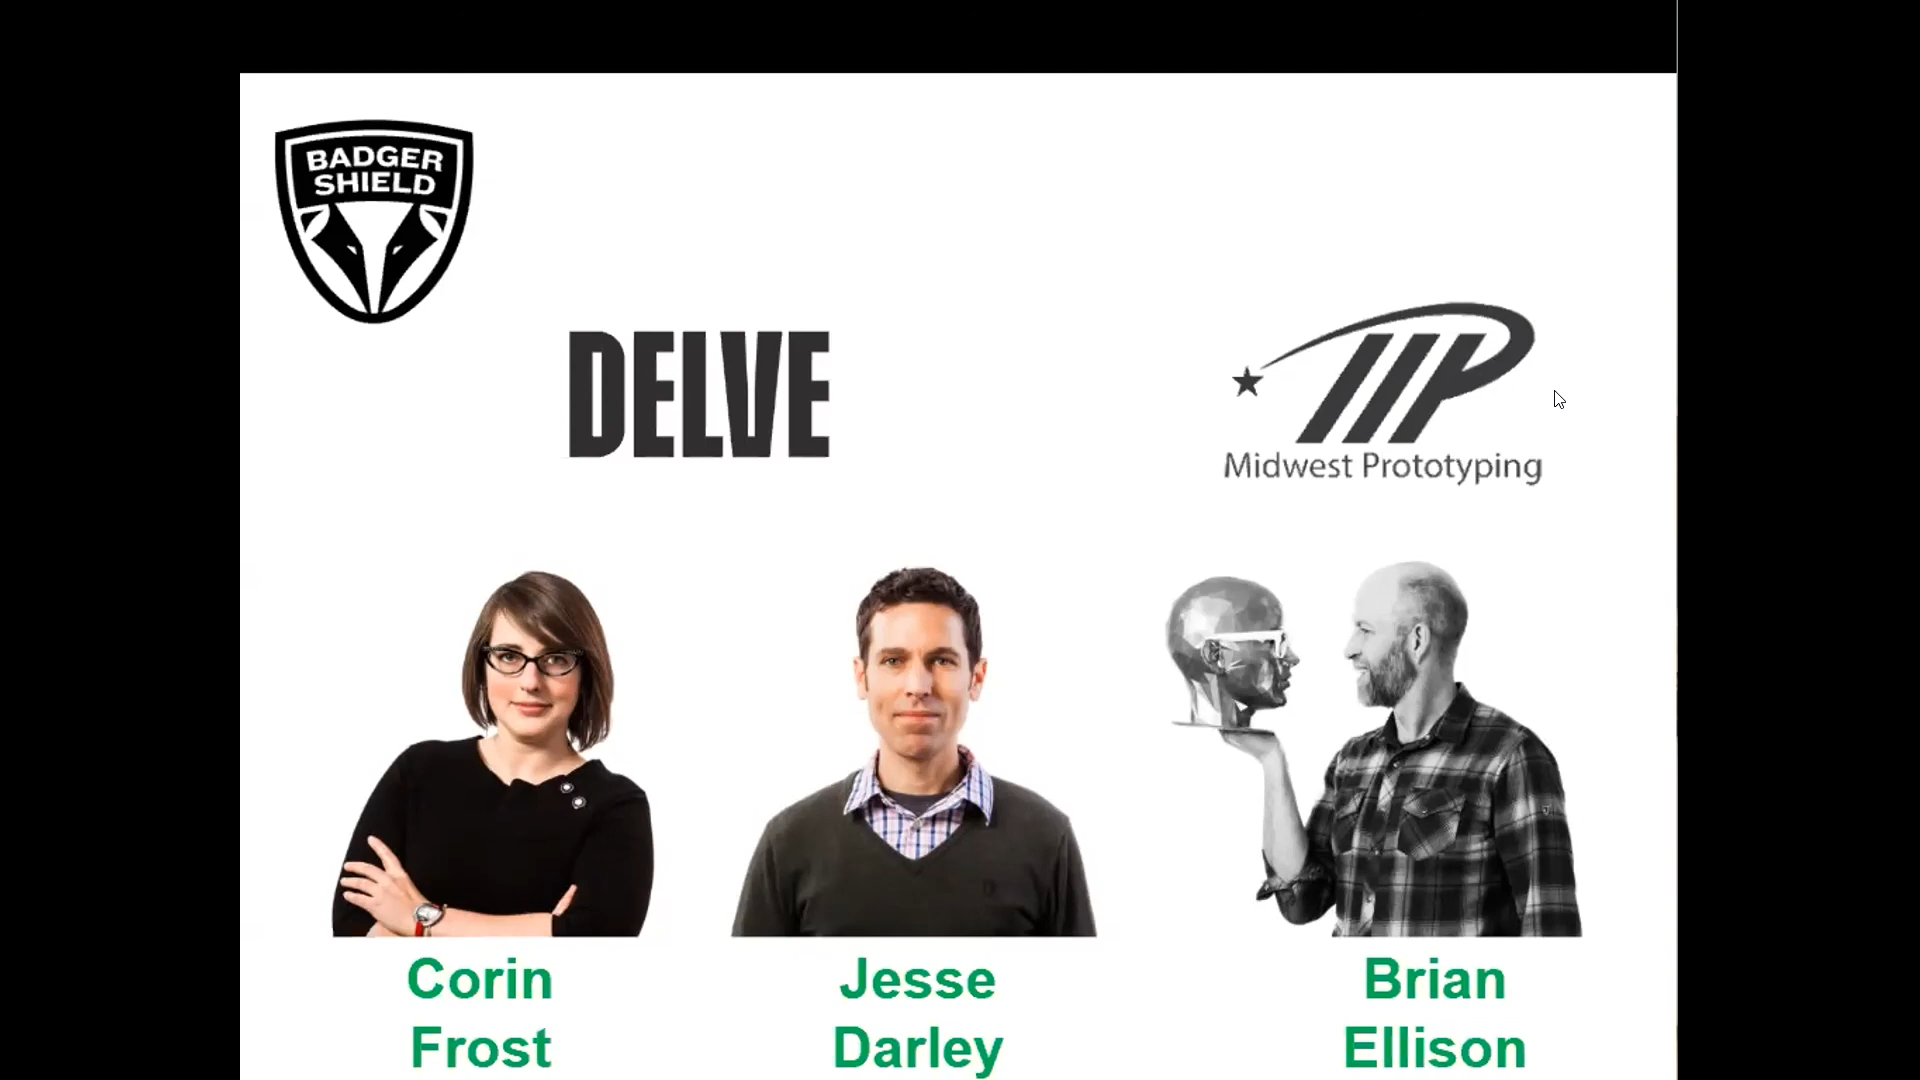 BADGER
SHIELD
DELVE
Midwest Prototyping
Corin
Frost
Jesse
Darley
Brian
Ellison